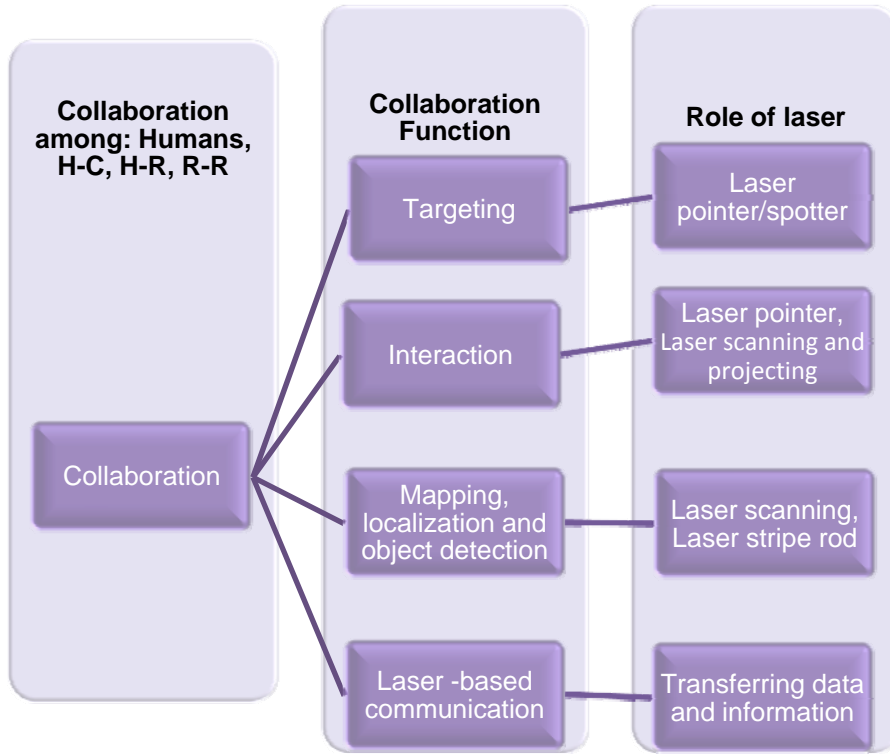 Collaboration
among: Humans,
H-C, H-R, R-R
Collaboration
Collaboration
Function
Targeting
Interaction
Mapping,
localization and
object detection
Laser -based
communication
Role of laser
Laser
pointer/spotter
Laser pointer,
Laser scanning and
projecting
Laser scanning,
Laser stripe rod
Transferring data
and information